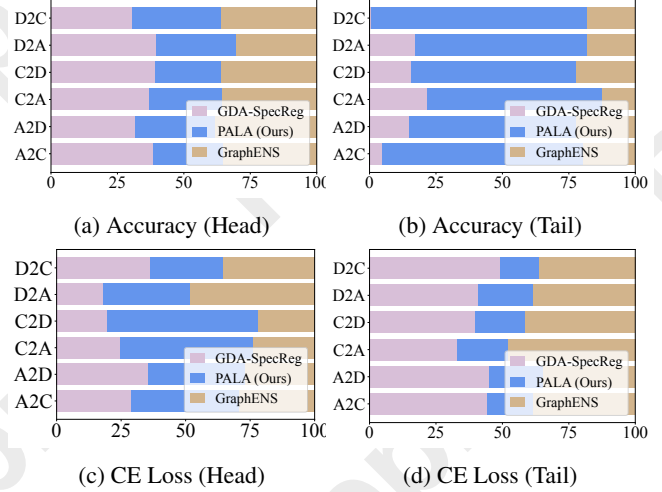 D2C
D2A
C2D
C2A
A2D
A2C
GDA-SpecReg
PALA (Ours)
GraphENS
0 25 50 75 100
(a) Accuracy (Head)
D2C
D2A
C2D
C2A
A2D
A2C
GDA-SpecReg
PALA (Ours)
GraphENS
0 25 50 75 100
(b) Accuracy (Tail)
D2C
D2A
C2D
C2A
A2D
A2C
GDA-SpecReg
PALA (Ours)
GraphENS
0 25 50 75 100
(c) CE Loss (Head)
D2C
D2A
C2D
C2A
A2D
A2C
GDA-SpecReg
PALA (Ours)
GraphENS
0 25 50 75 100
(d) CE Loss (Tail)